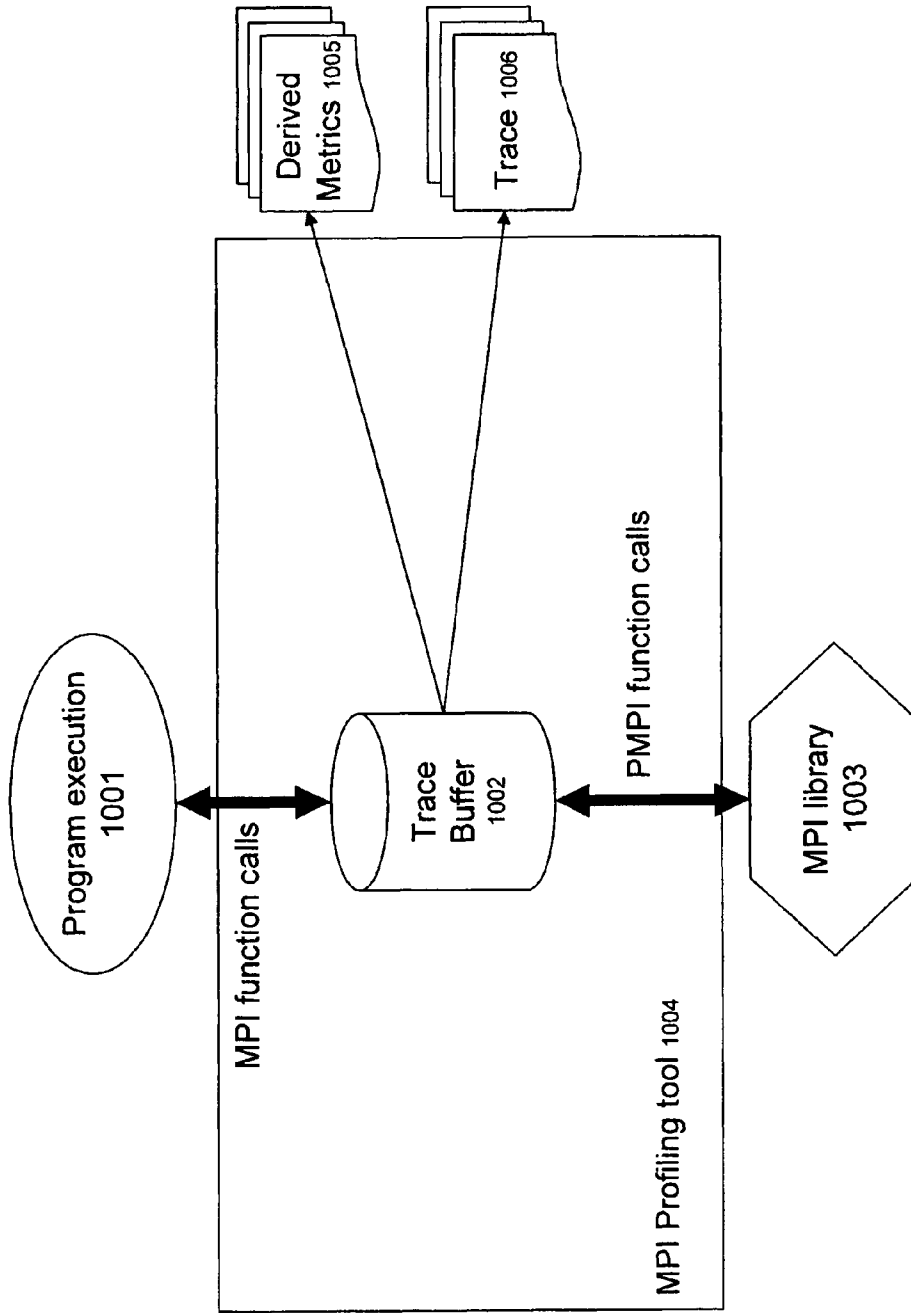 Program execution
1001
MPI function calls
Trace
Buffer
1002
PMPI function calls
MPI library
1003
MPI Profiling tool 1004
Derived
Metrics 1005
Trace 1006